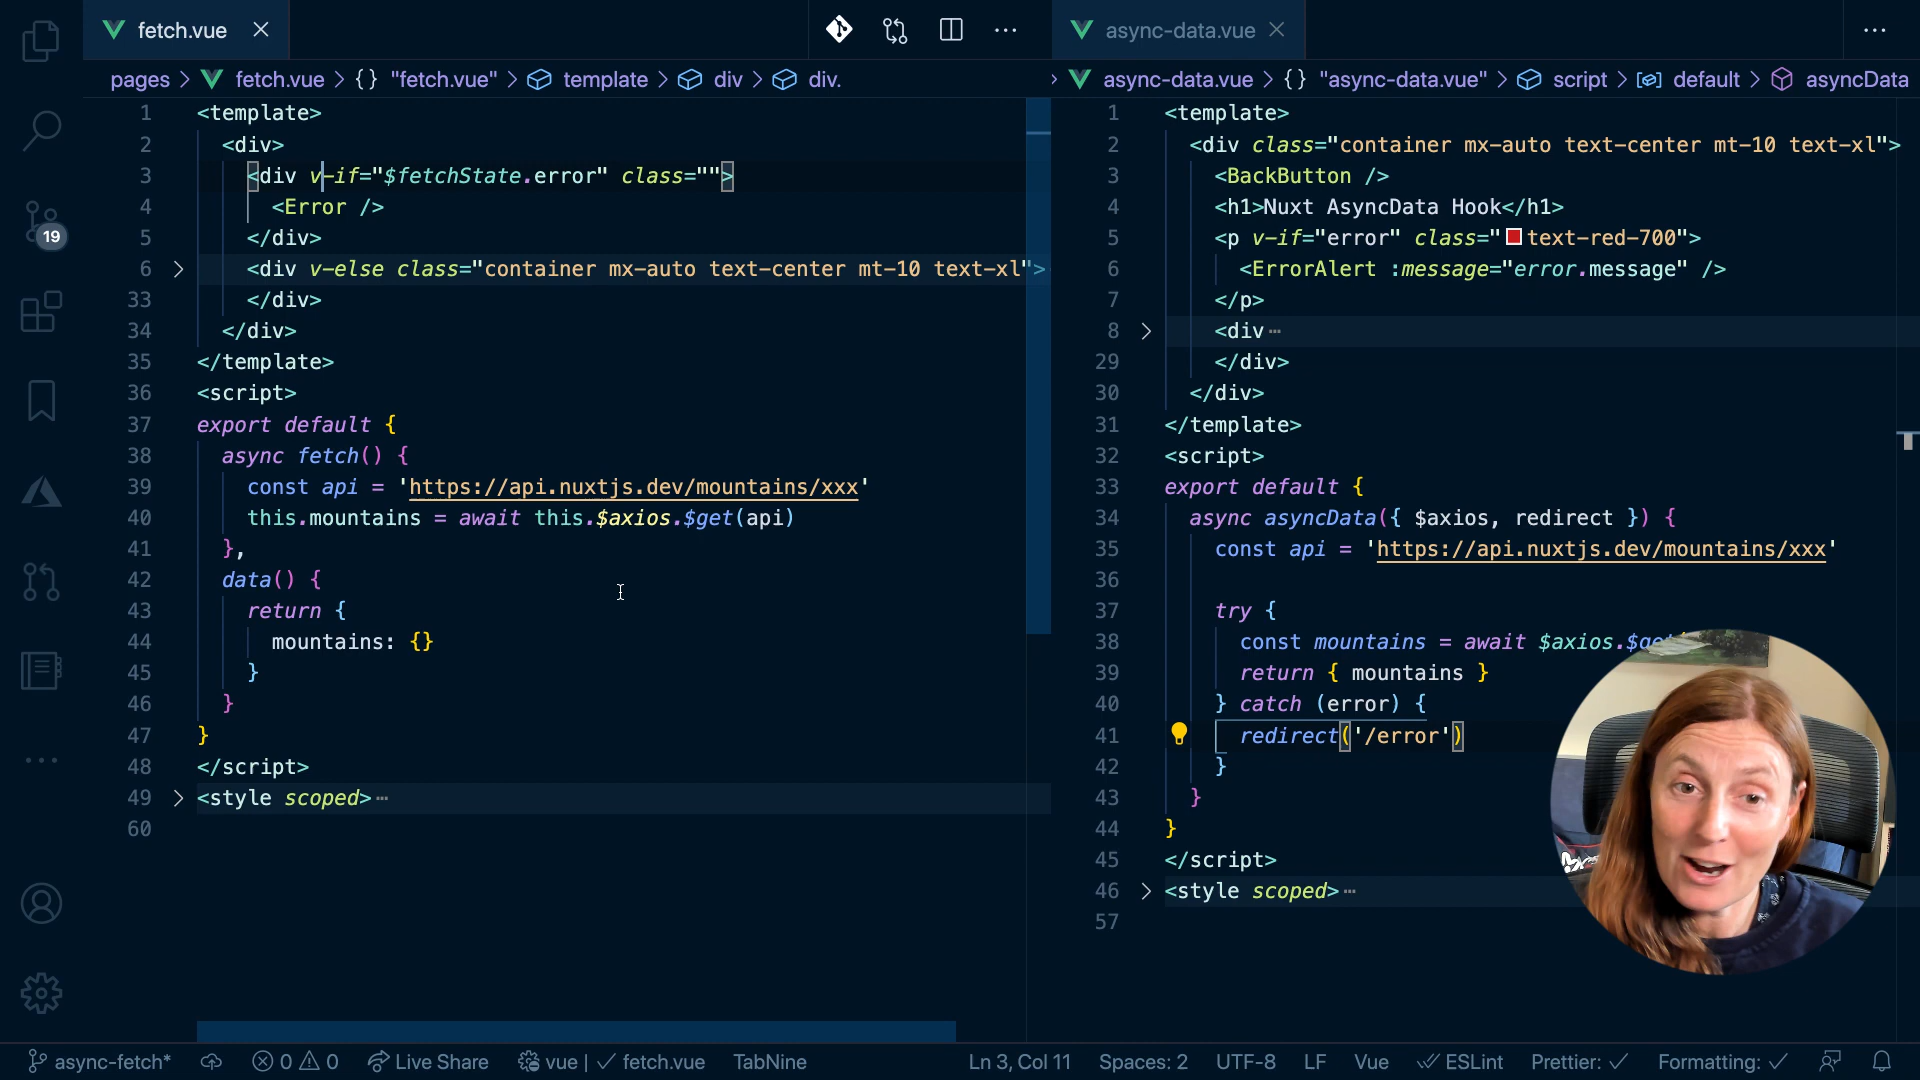 fetch.vue
async-data.vue
pages > fetch.vue > {} "fetch.vue" > template > div > div.
> async-data.vue > {} "async-data.vue" > script > default > asyncData
1 <template>
2 <div>
3 <div v-if="$fetchState.error" class="">
4 <Error />
5 </div>
6 <div v-else class="container mx-auto text-center mt-10 text-xl">
33 </div>
34 </div>
35 </template>
36 <script>
37 export default {
38 async fetch() {
39 const api = 'https://api.nuxtjs.dev/mountains/xxx'
40 this.mountains = await this.$axios.$get(api)
41 },
42 data() {
43 return {
44 mountains: {}
45 }
46 }
47 }
48 </script>
49 <style scoped>
60
1 <template>
2 <div class="container mx-auto text-center mt-10 text-xl">
3 <BackButton />
4 <h1>Nuxt AsyncData Hook</h1>
5 <p v-if="error" class="text-red-700">
6 <ErrorAlert :message="error.message" />
7 </p>
8 <div
29 </div>
30 </div>
31 </template>
32 <script>
33 export default {
34 async asyncData({ $axios, redirect }) {
35 const api = 'https://api.nuxtjs.dev/mountains/xxx'
36
37 try {
38 const mountains = await $axios.
39 return { mountains }
40 } catch (error) {
41 redirect('/error')
42 }
43 }
44 }
45 </script>
46 <style scoped>
57
19
async-fetch* 0 0 Live Share vue | fetch.vue TabNine Ln 3, Col 11 Spaces: 2 UTF-8 LF Vue ESLint Prettier: Formatting: